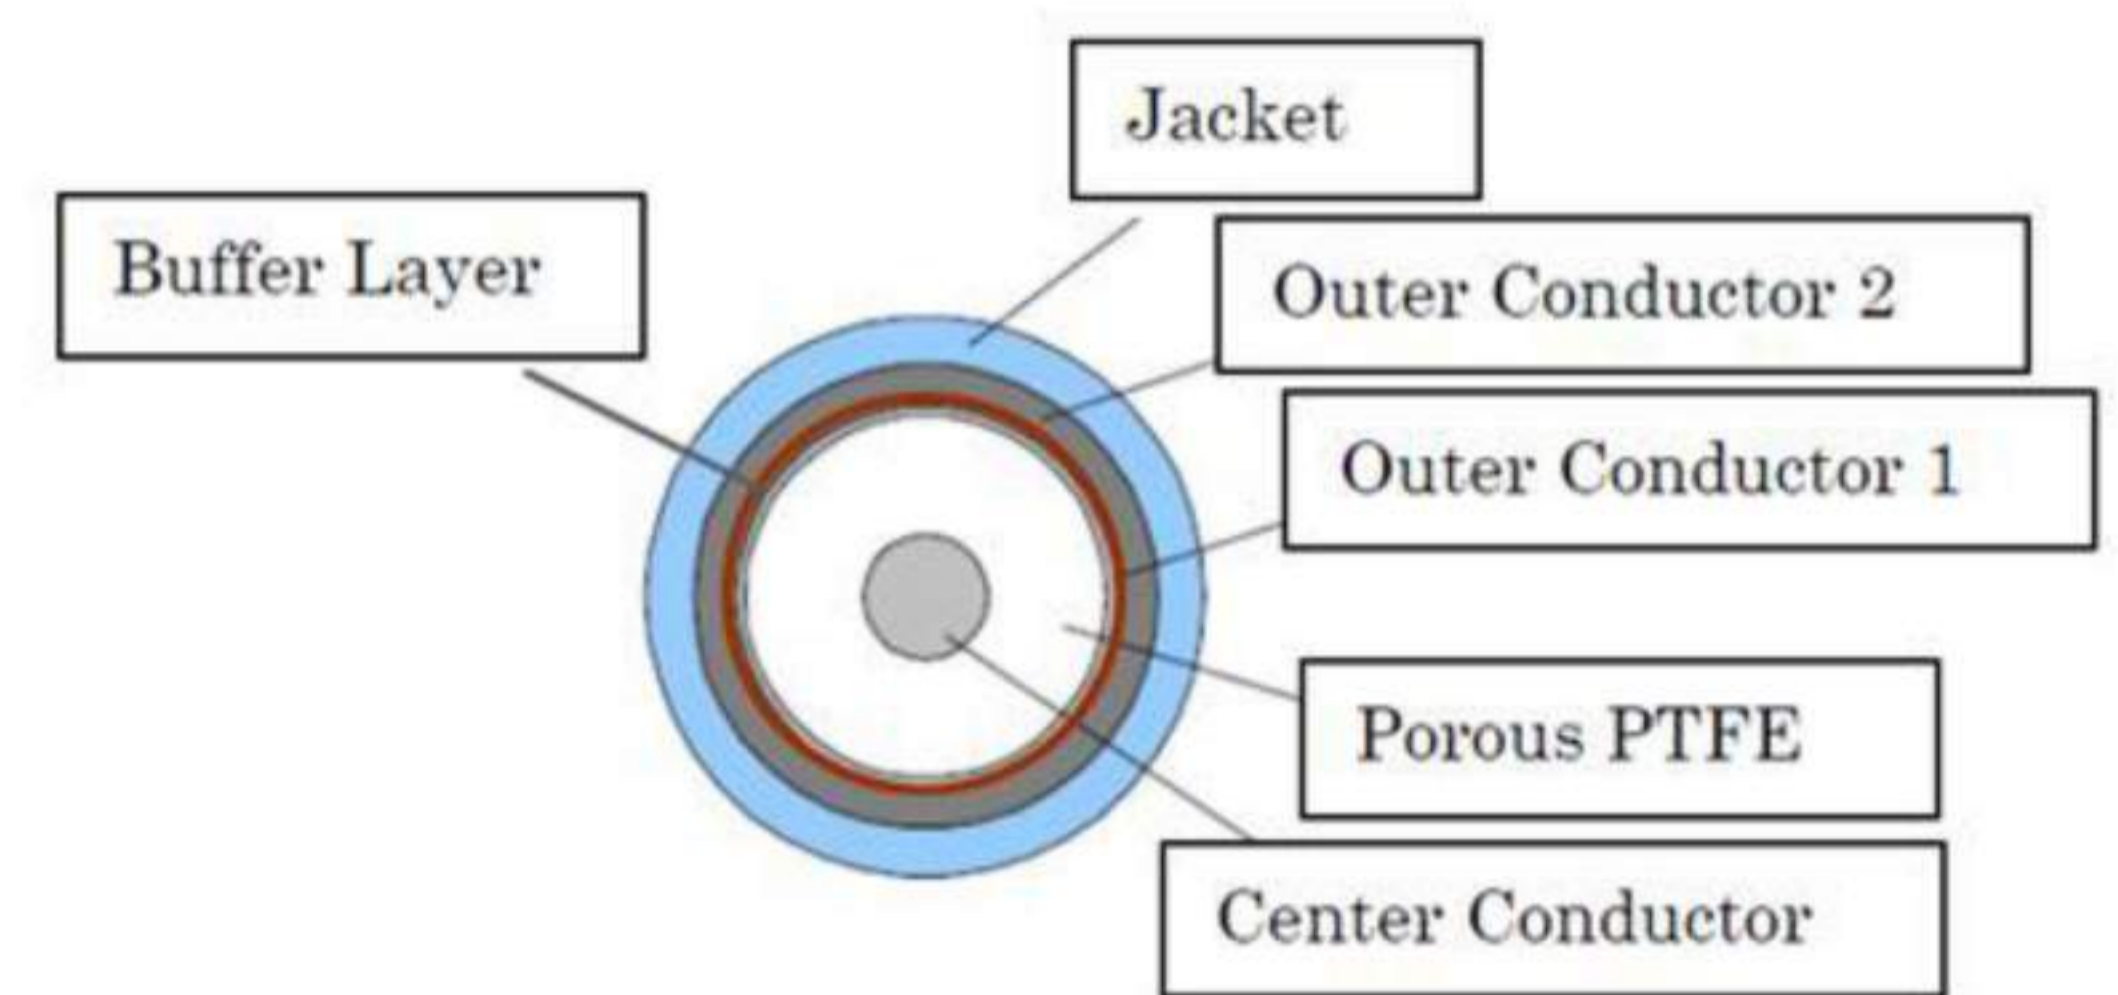 Jacket
Buffer Layer
Outer Conductor 2
Outer Conductor 1
Porous PTFE
Center Conductor